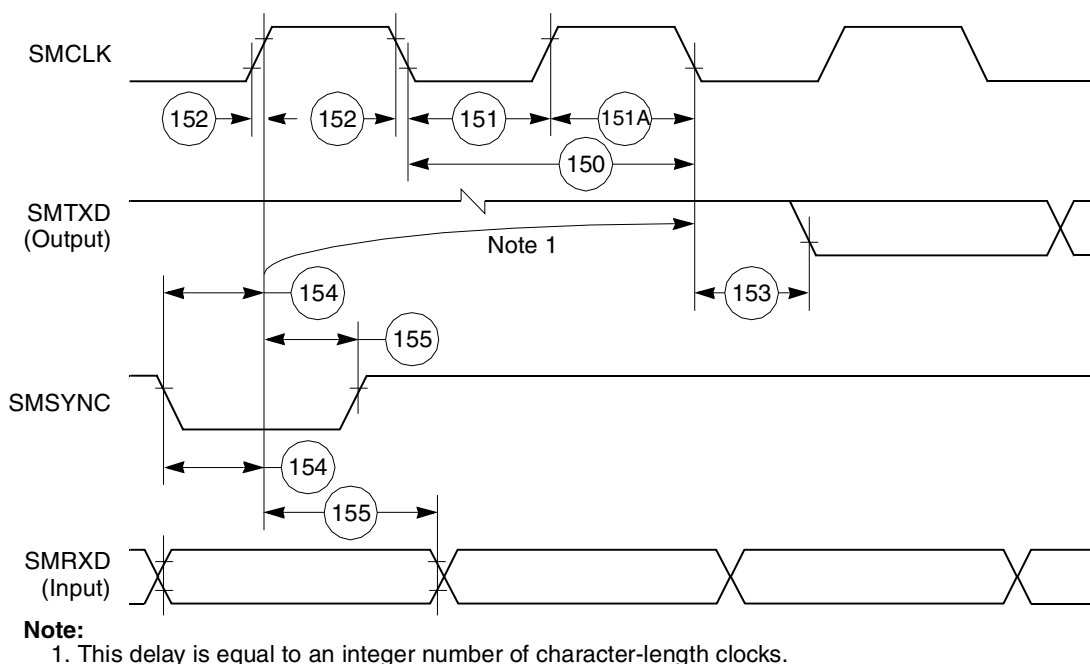 SMCLK
152
152
151
151A
150
SMTXD
(Output)
Note 1
154
153
155
SMSYNC
154
155
SMRXD
(Input)
Note:
1. This delay is equal to an integer number of character-length clocks.